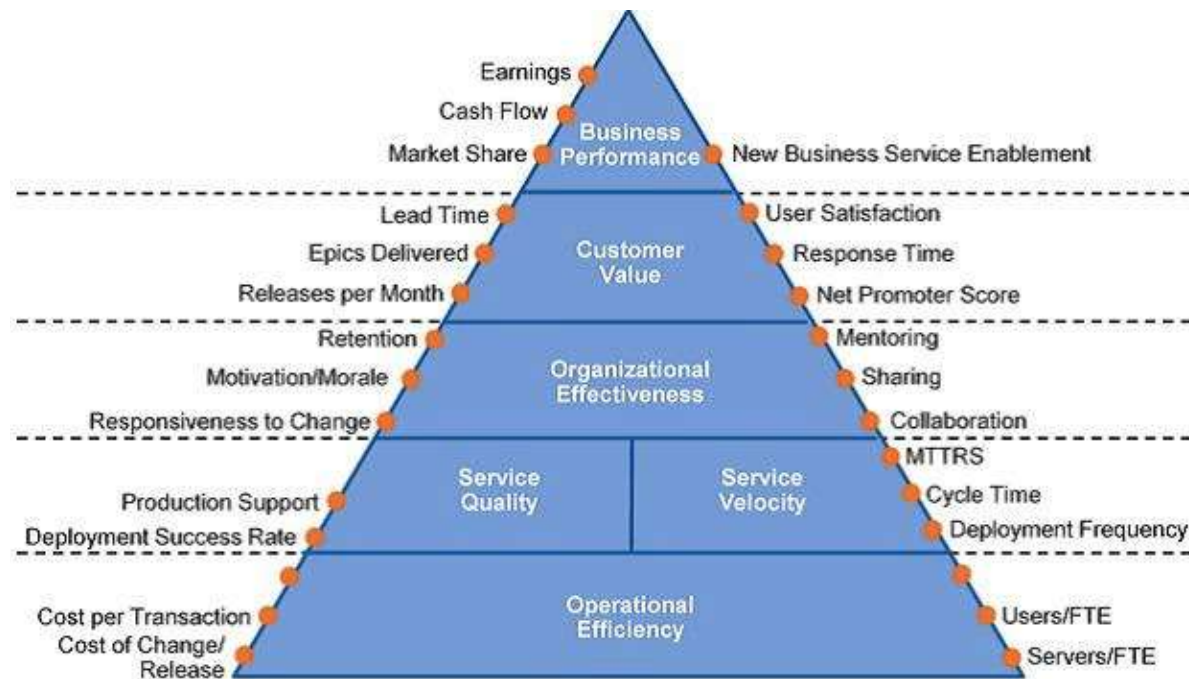 Earnings
Cash Flow
Business
Performance
Market Share
New Business Service Enablement
Lead Time
User Satisfaction
Epics Delivered
Customer
Value
Response Time
Releases per Month
Net Promoter Score
Retention
Mentoring
Motivation/Morale
Organizational
Effectiveness
Sharing
Responsiveness to Change
Collaboration
MTTRS
Service
Quality
Service
Velocity
Production Support
Cycle Time
Deployment Success Rate
Deployment Frequency
Operational
Efficiency
Cost per Transaction
Users/FTE
Cost of Change/
Release
Servers/FTE